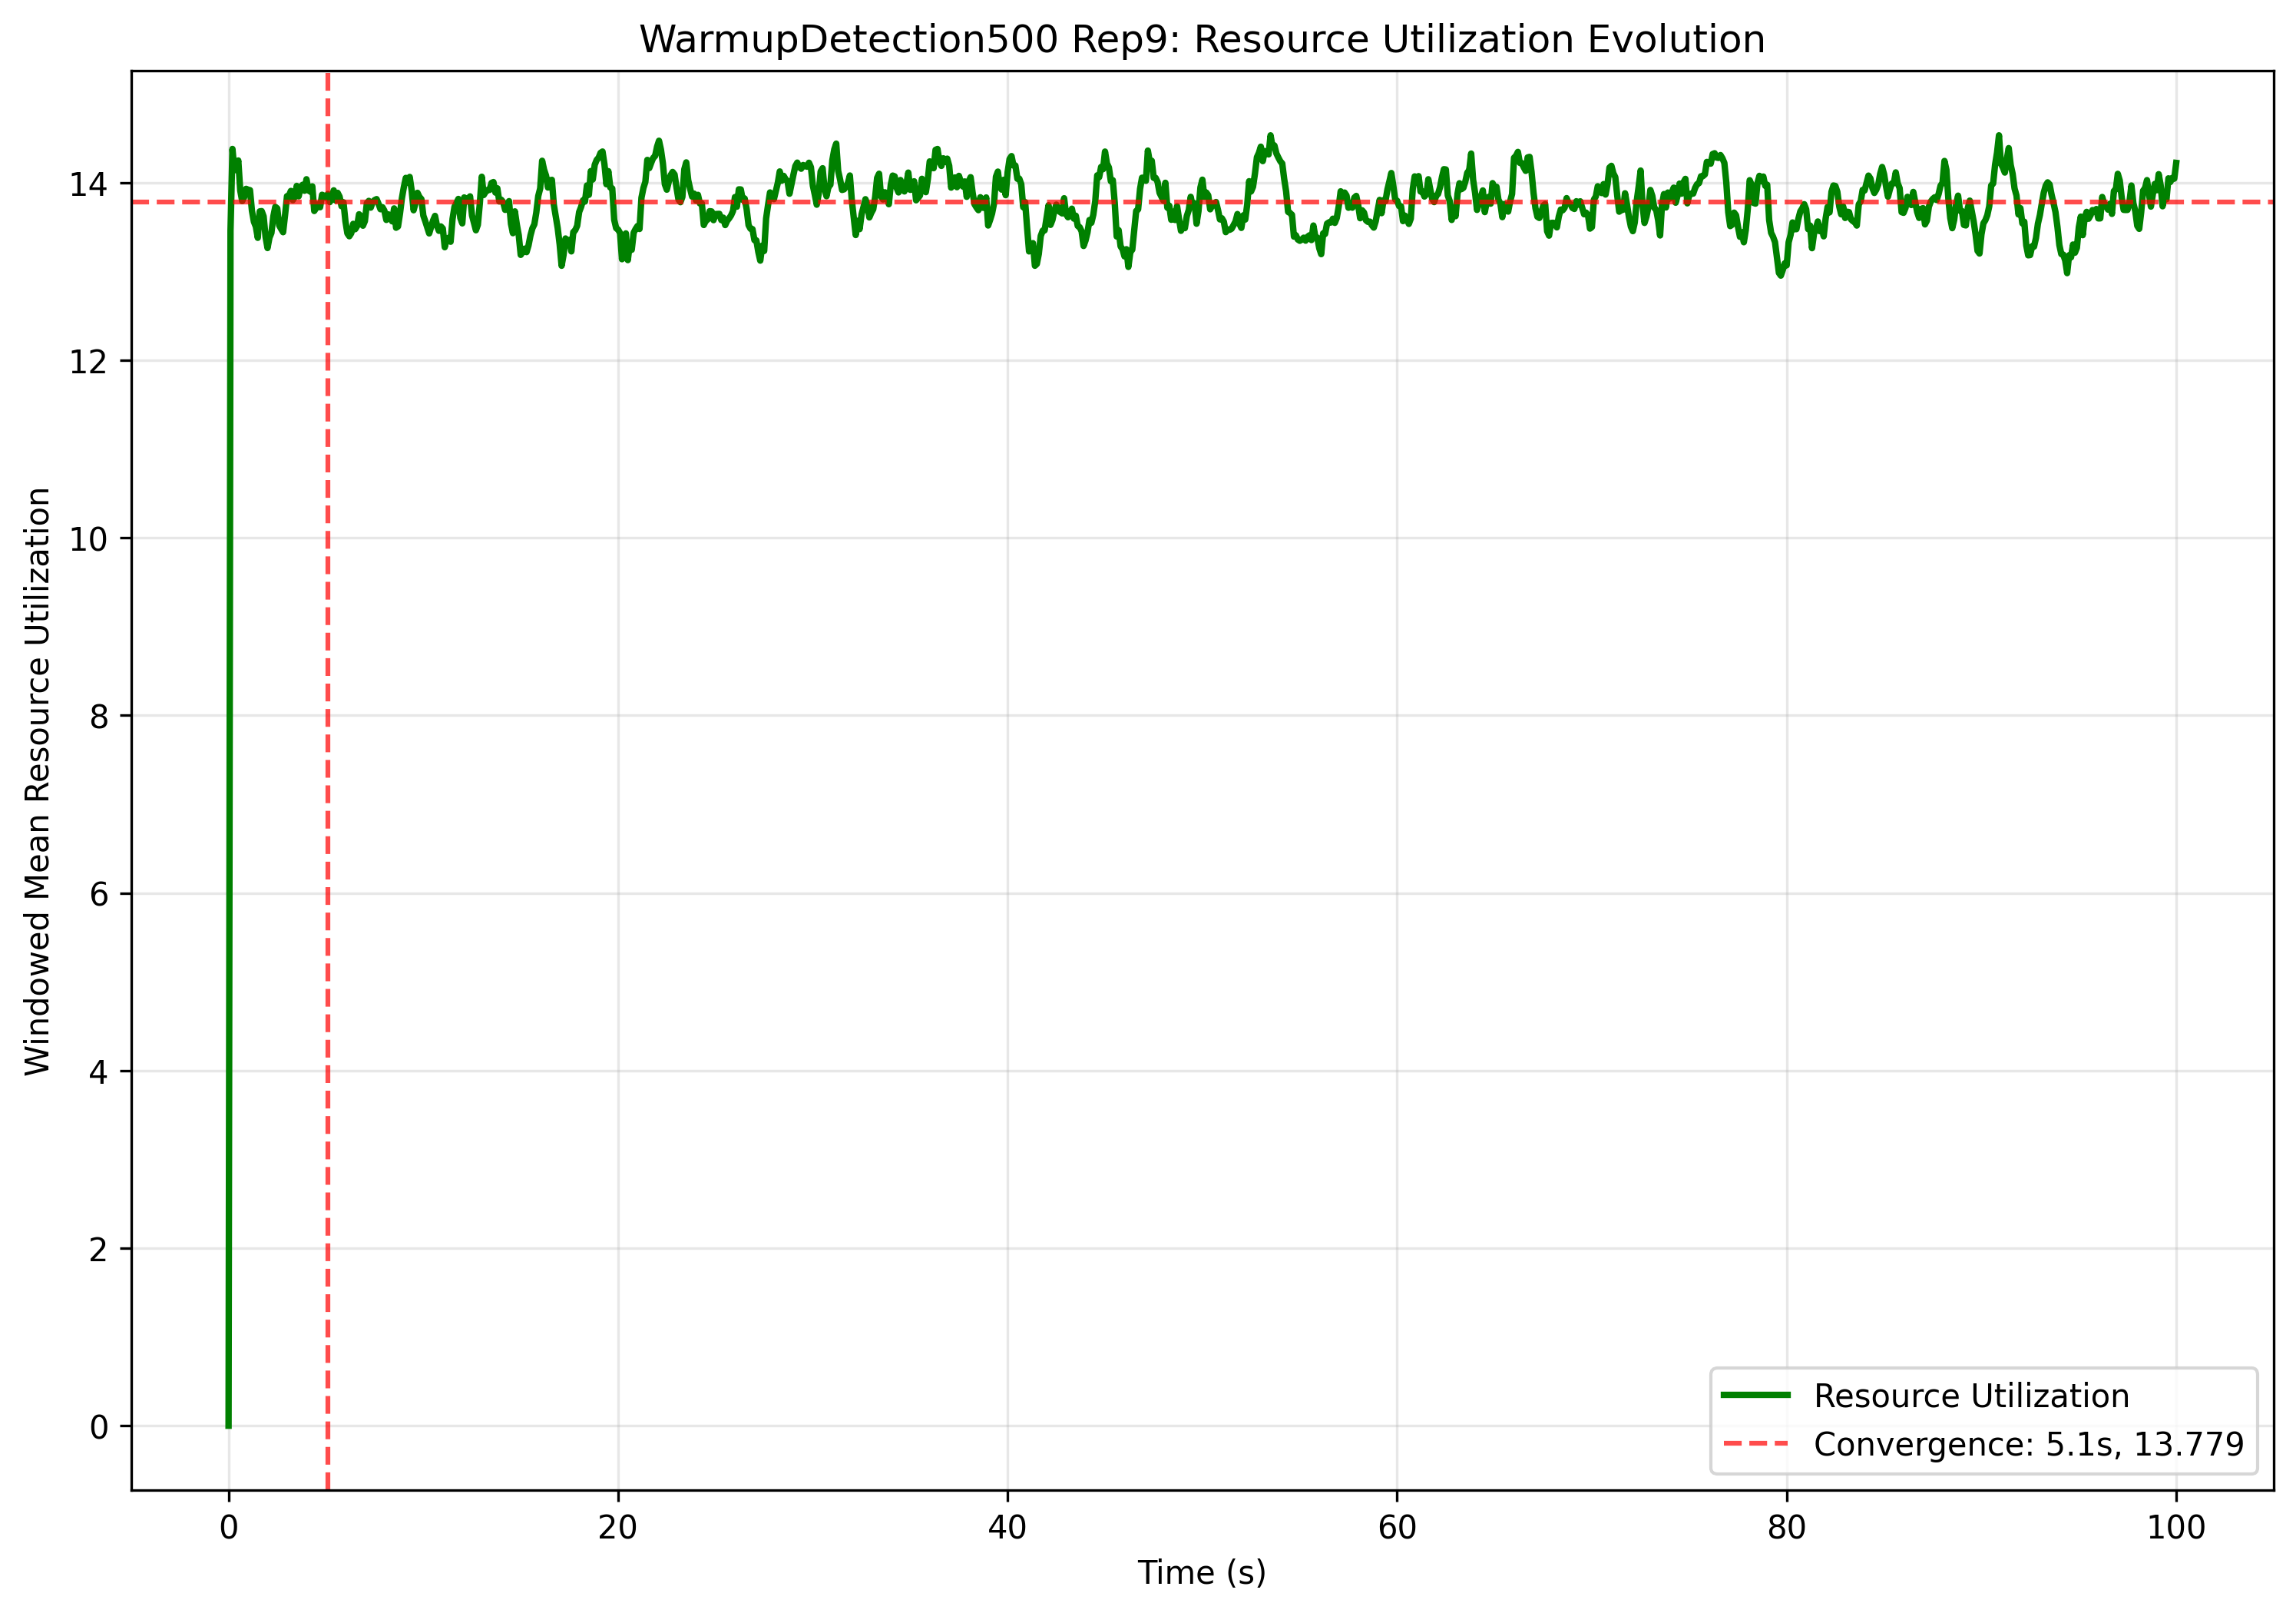 WarmupDetection500 Rep9: Resource Utilization Evolution
Windowed Mean Resource Utilization
14
12
10
8
6
4
2
0
0 20 40 60 80 100
Time (s)
Resource Utilization
Convergence: 5.1s, 13.779